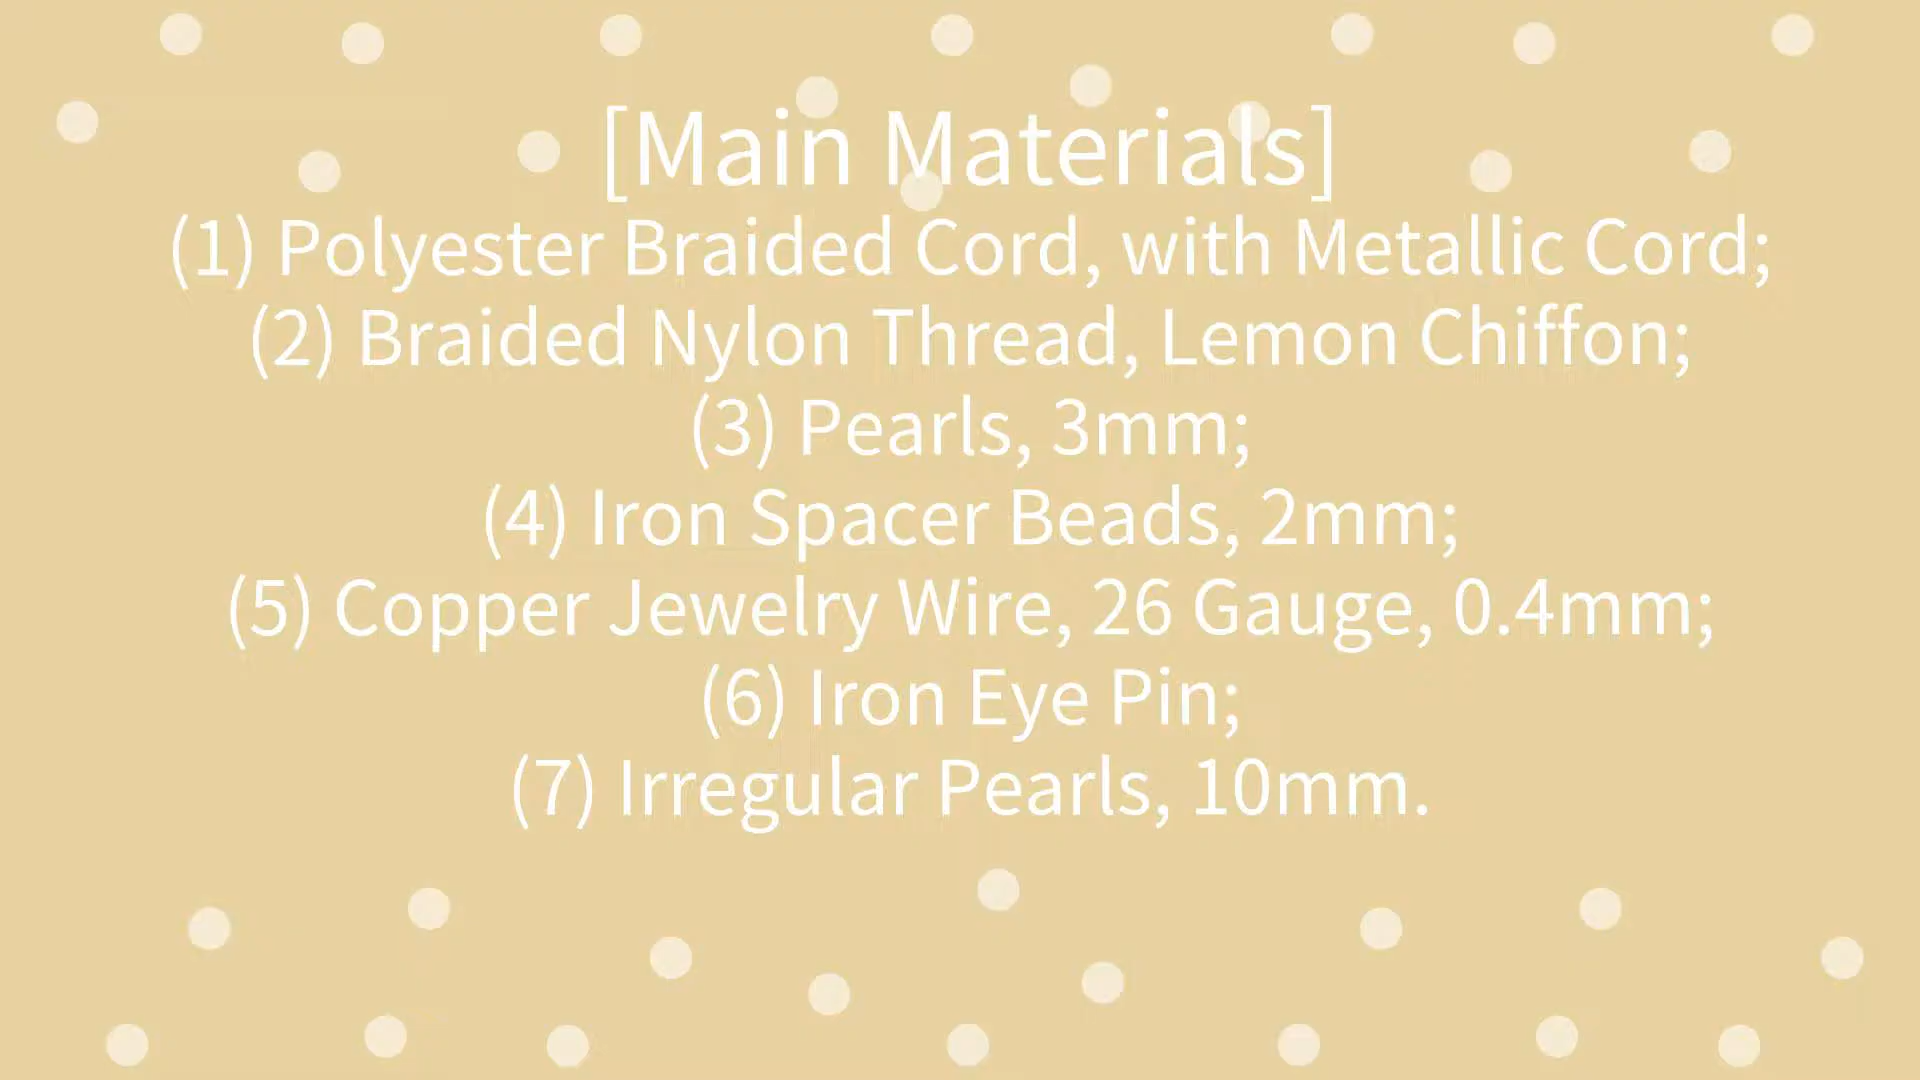 [Main Materials]
(1) Polyester Braided Cord, with Metallic Cord;
(2) Braided Nylon Thread, Lemon Chiffon;
(3) Pearls, 3mm;
(4) Iron Spacer Beads, 2mm;
(5) Copper Jewelry Wire, 26 Gauge, 0.4mm;
(6) Iron Eye Pin;
(7) Irregular Pearls, 10mm.